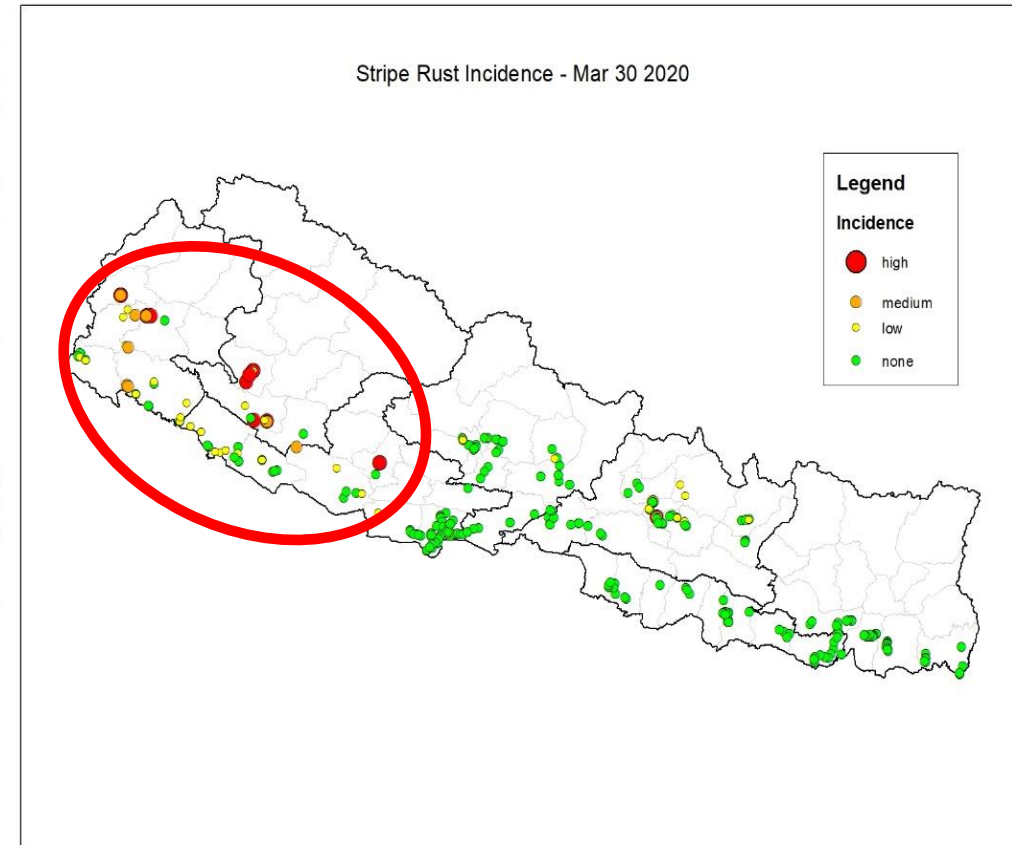 Stripe Rust Incidence - Mar 30 2020
Legend
Incidence
high
medium
low
none